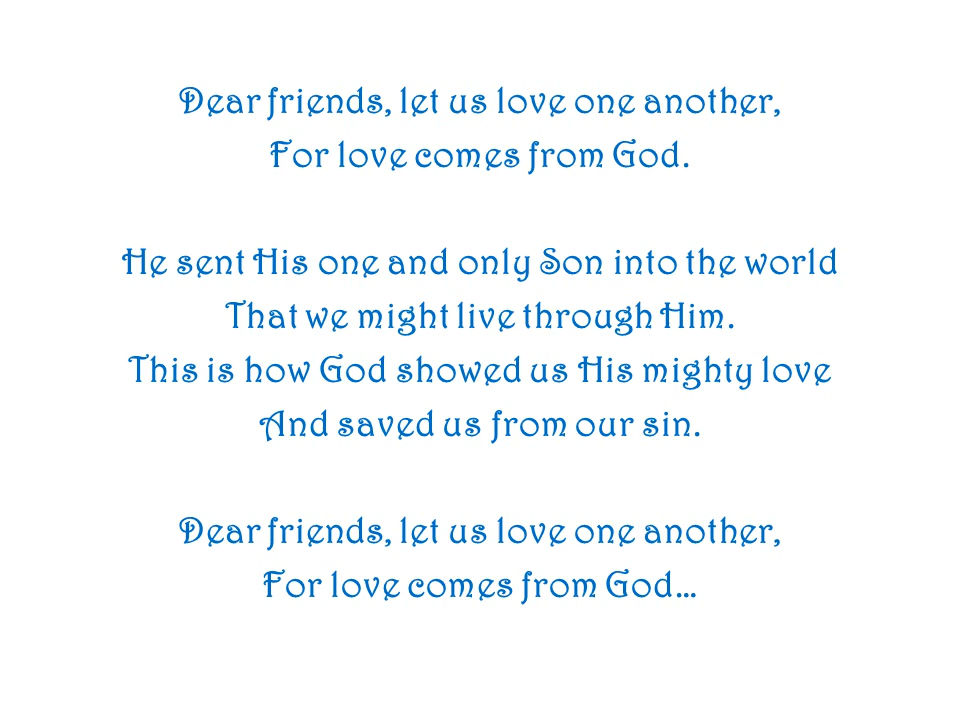 Dear friends, let us love one another,
For love comes from God.
He sent His one and only Son into the world
That we might live through Him.
This is how God showed us His mighty love
And saved us from our sin.
Dear friends, let us love one another,
For love comes from God...